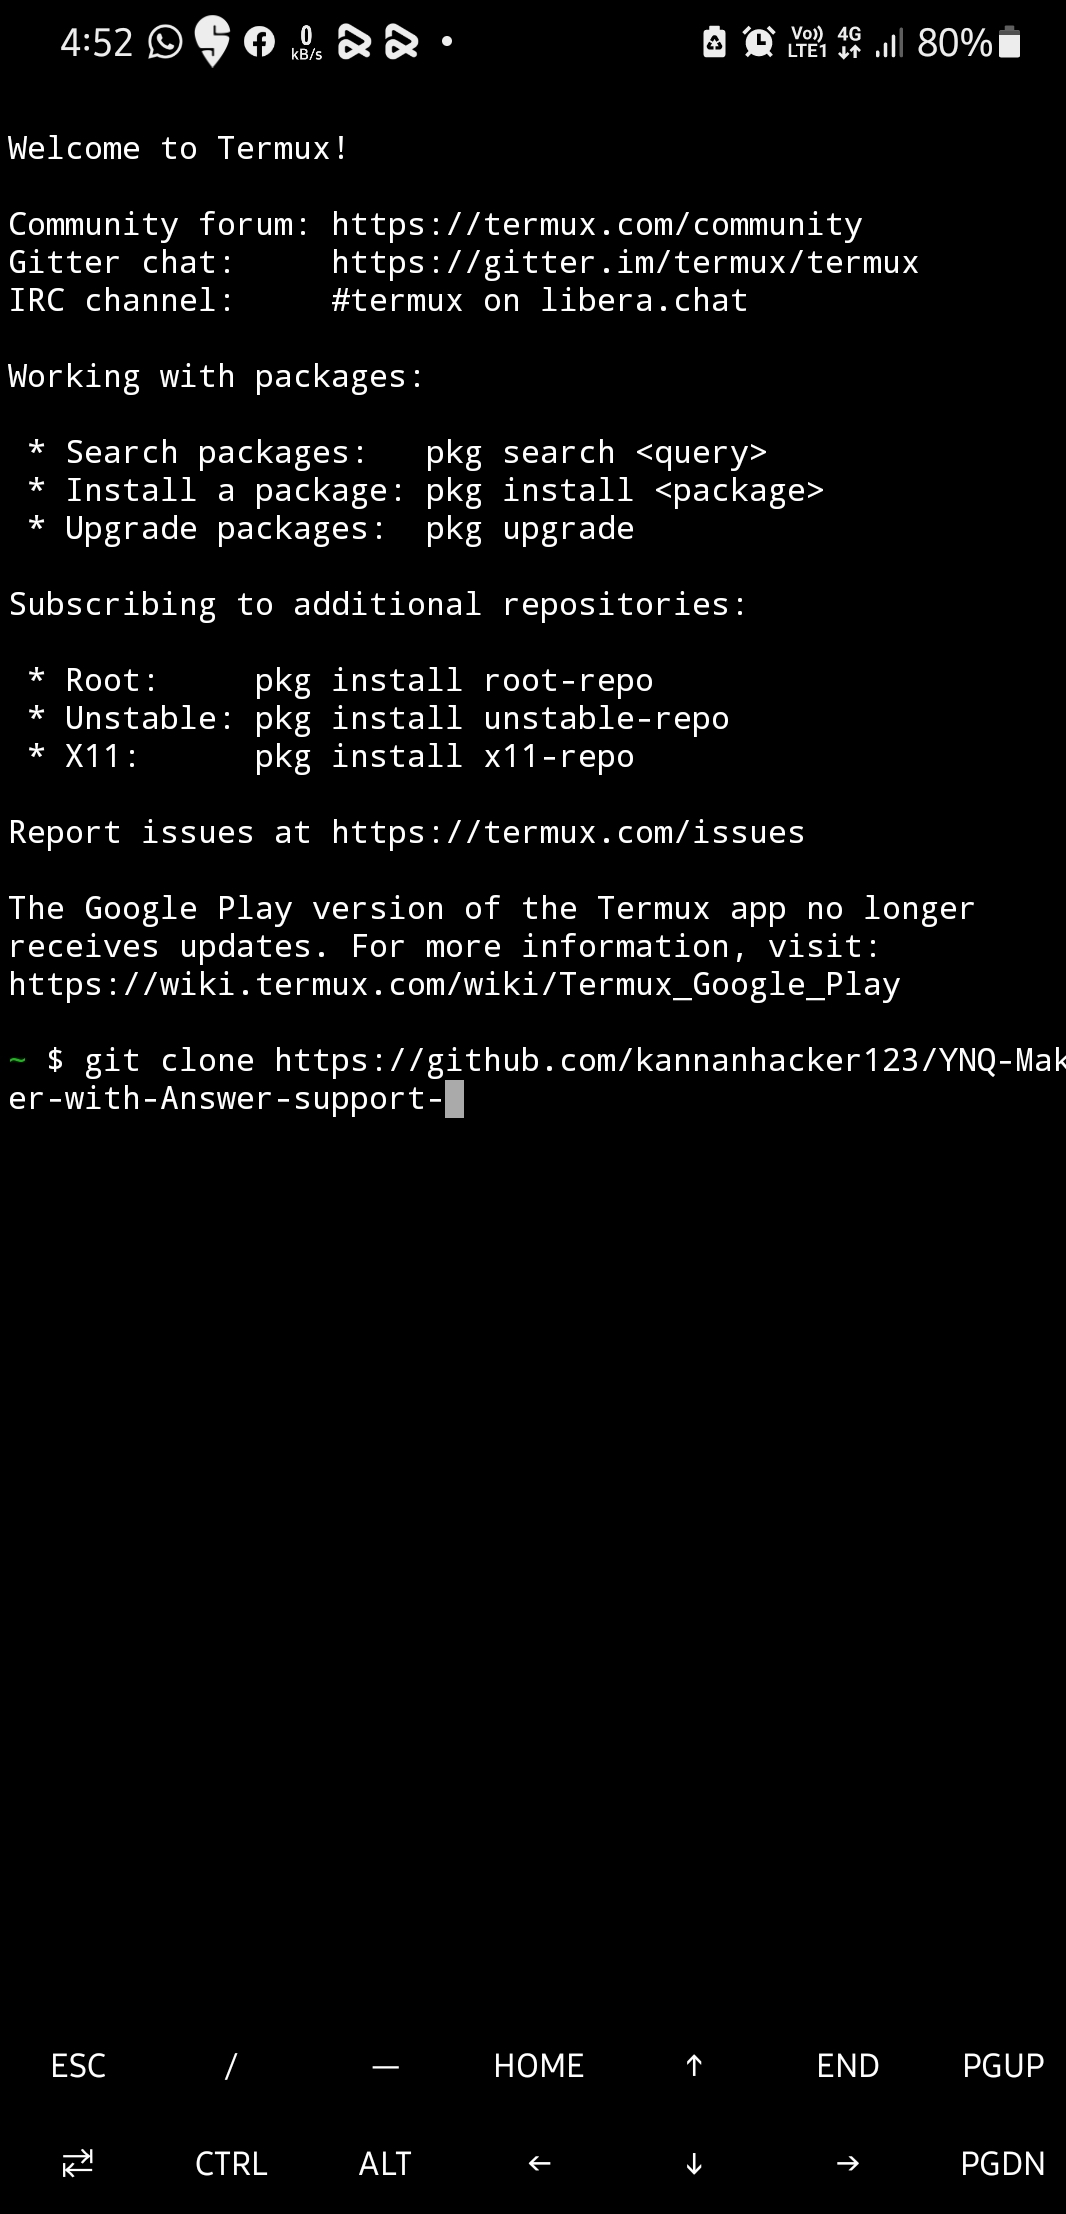 4:52 0 kB/s Vo)) LTE1 4G 80%
Welcome to Termux!
Community forum: https://termux.com/community
Gitter chat:     https://gitter.im/termux/termux
IRC channel:     #termux on libera.chat
Working with packages:
 * Search packages:   pkg search <query>
 * Install a package: pkg install <package>
 * Upgrade packages:  pkg upgrade
Subscribing to additional repositories:
 * Root:     pkg install root-repo
 * Unstable: pkg install unstable-repo
 * X11:      pkg install x11-repo
Report issues at https://termux.com/issues
The Google Play version of the Termux app no longer
receives updates. For more information, visit:
https://wiki.termux.com/wiki/Termux_Google_Play
~ $ git clone https://github.com/kannanhacker123/YNQ-Mak
er-with-Answer-support-
ESC / — HOME ↑ END PGUP
CTRL ALT ← ↓ → PGDN